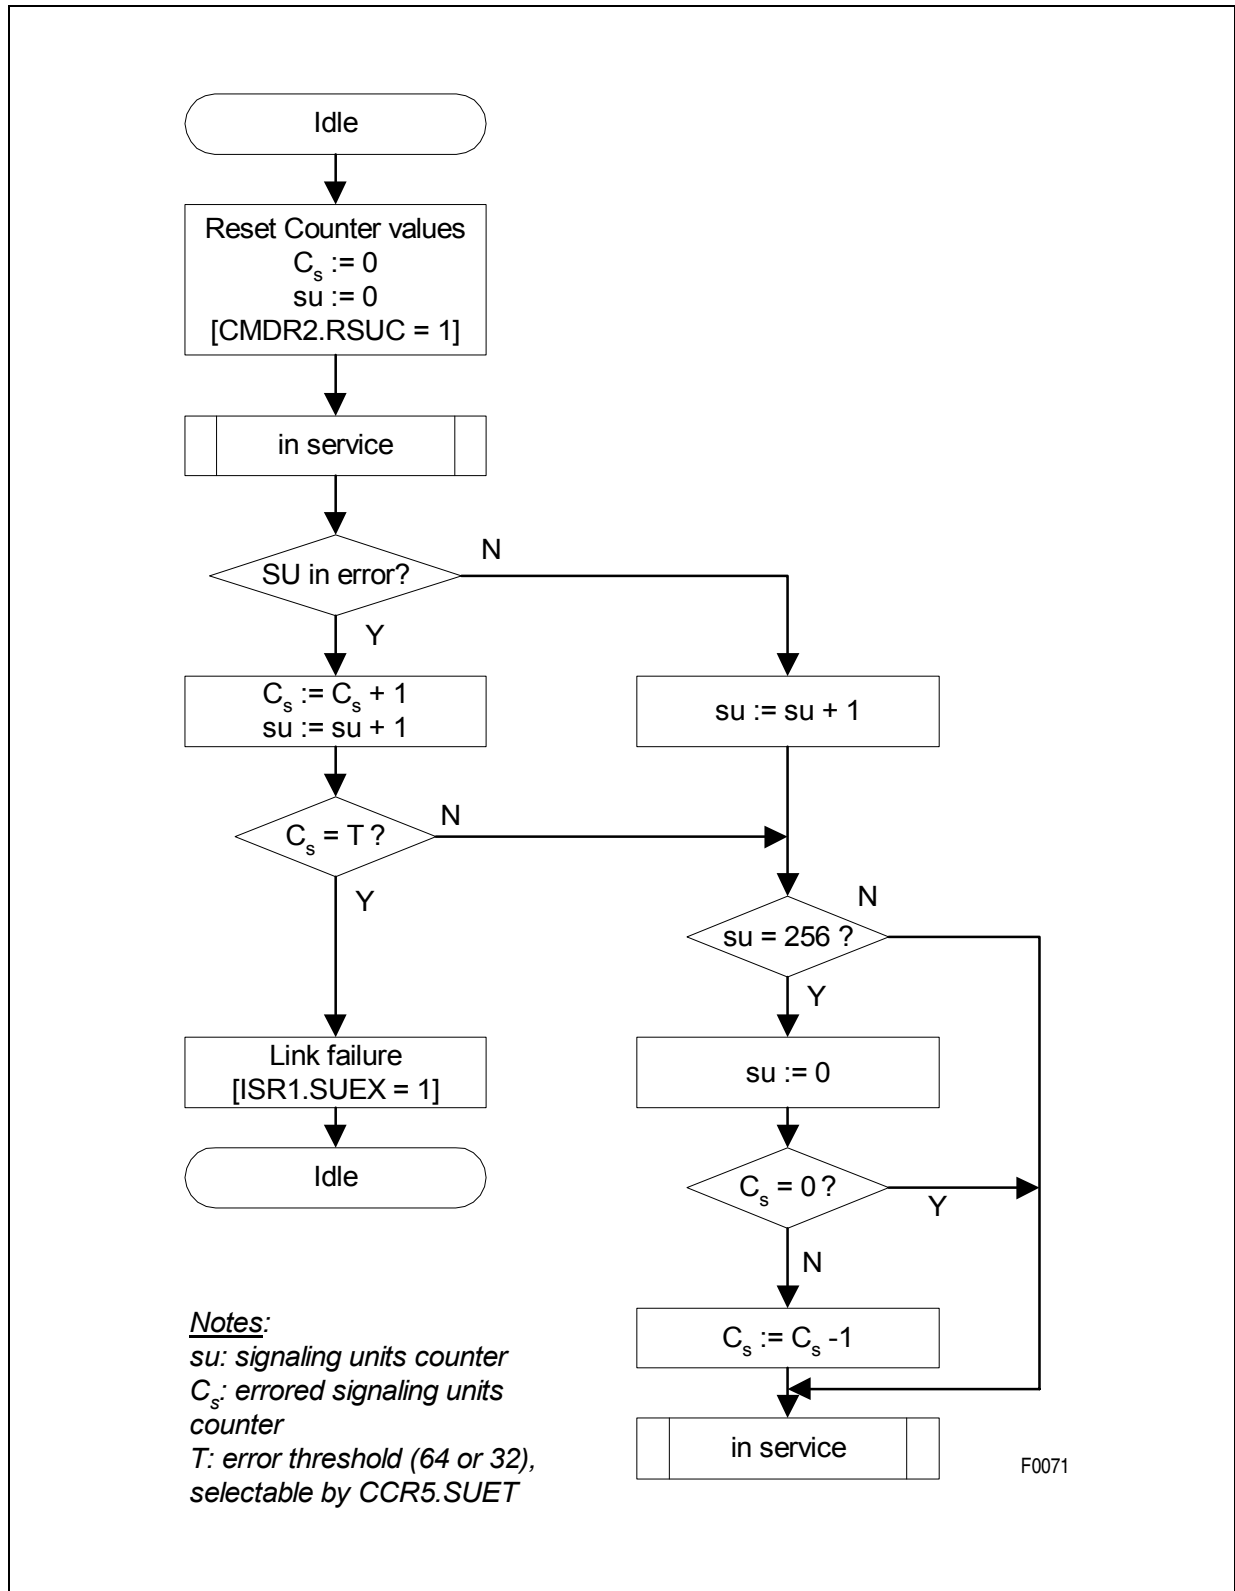 Idle
Reset Counter values
Cs := 0
su := 0
[CMDR2.RSUC = 1]
in service
SU in error?
N
Y
Cs := Cs + 1
su := su + 1
su := su + 1
Cs = T ?
N
Y
su = 256 ?
N
Y
Link failure
[ISR1.SUEX = 1]
su := 0
Idle
Cs = 0 ?
Y
N
Cs := Cs -1
in service
Notes:
su: signaling units counter
Cs: errored signaling units
counter
T: error threshold (64 or 32),
selectable by CCR5.SUET
F0071